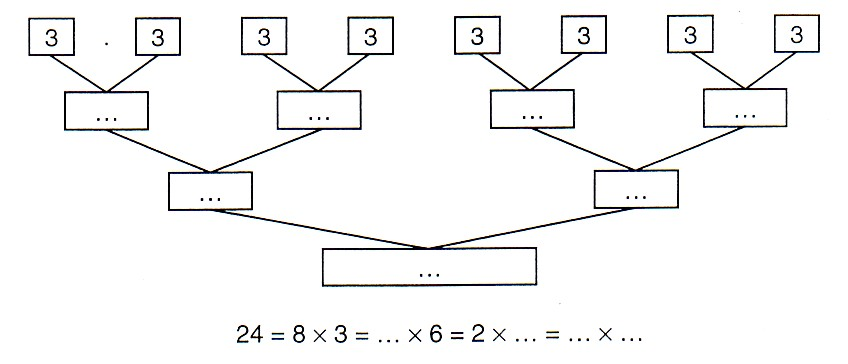 3 . 3 3 3 3 3 3 3
... ... ... ...
... ...
...
24 = 8 × 3 = ... × 6 = 2 × ... = ... × ...